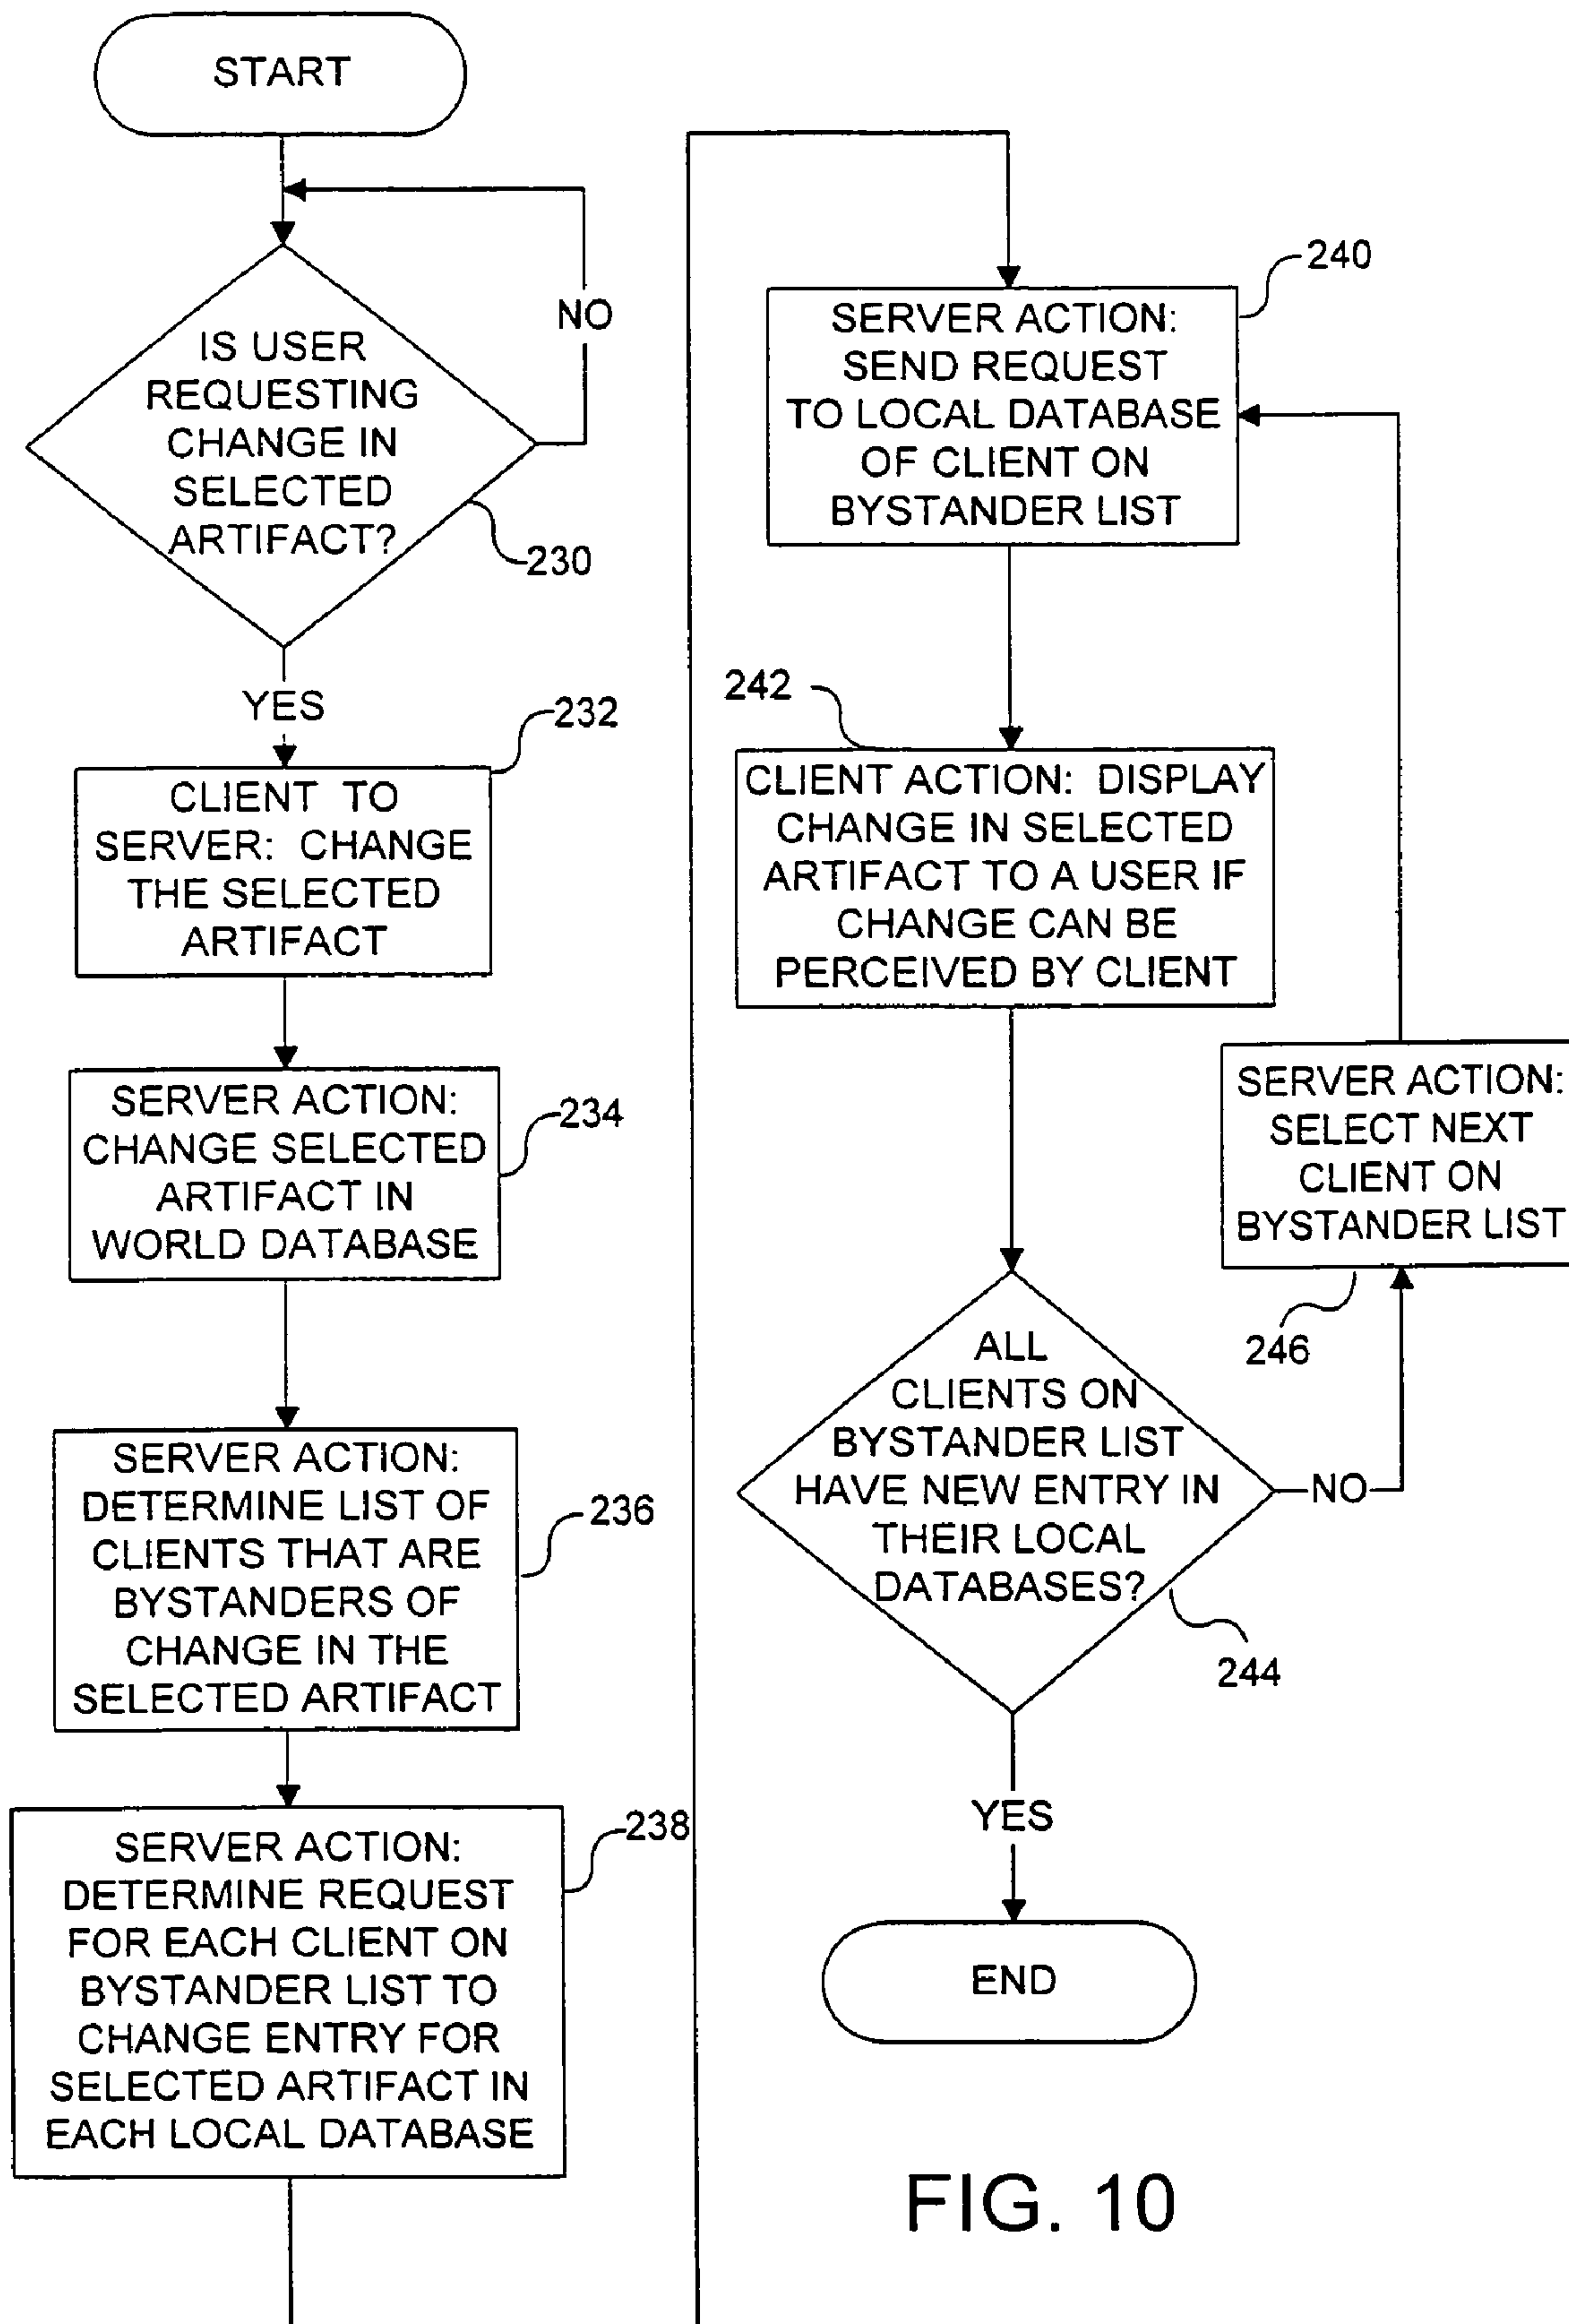 START
NO
IS USER
REQUESTING
CHANGE IN
SELECTED
ARTIFACT?
230
YES
232
CLIENT TO
SERVER: CHANGE
THE SELECTED
ARTIFACT
SERVER ACTION:
CHANGE SELECTED
ARTIFACT IN
WORLD DATABASE
234
SERVER ACTION:
DETERMINE LIST OF
CLIENTS THAT ARE
BYSTANDERS OF
CHANGE IN THE
SELECTED ARTIFACT
236
SERVER ACTION:
DETERMINE REQUEST
FOR EACH CLIENT ON
BYSTANDER LIST TO
CHANGE ENTRY FOR
SELECTED ARTIFACT IN
EACH LOCAL DATABASE
238
240
SERVER ACTION:
SEND REQUEST
TO LOCAL DATABASE
OF CLIENT ON
BYSTANDER LIST
242
CLIENT ACTION: DISPLAY
CHANGE IN SELECTED
ARTIFACT TO A USER IF
CHANGE CAN BE
PERCEIVED BY CLIENT
SERVER ACTION:
SELECT NEXT
CLIENT ON
BYSTANDER LIST
246
ALL
CLIENTS ON
BYSTANDER LIST
HAVE NEW ENTRY IN
THEIR LOCAL
DATABASES?
NO
244
YES
END
FIG. 10